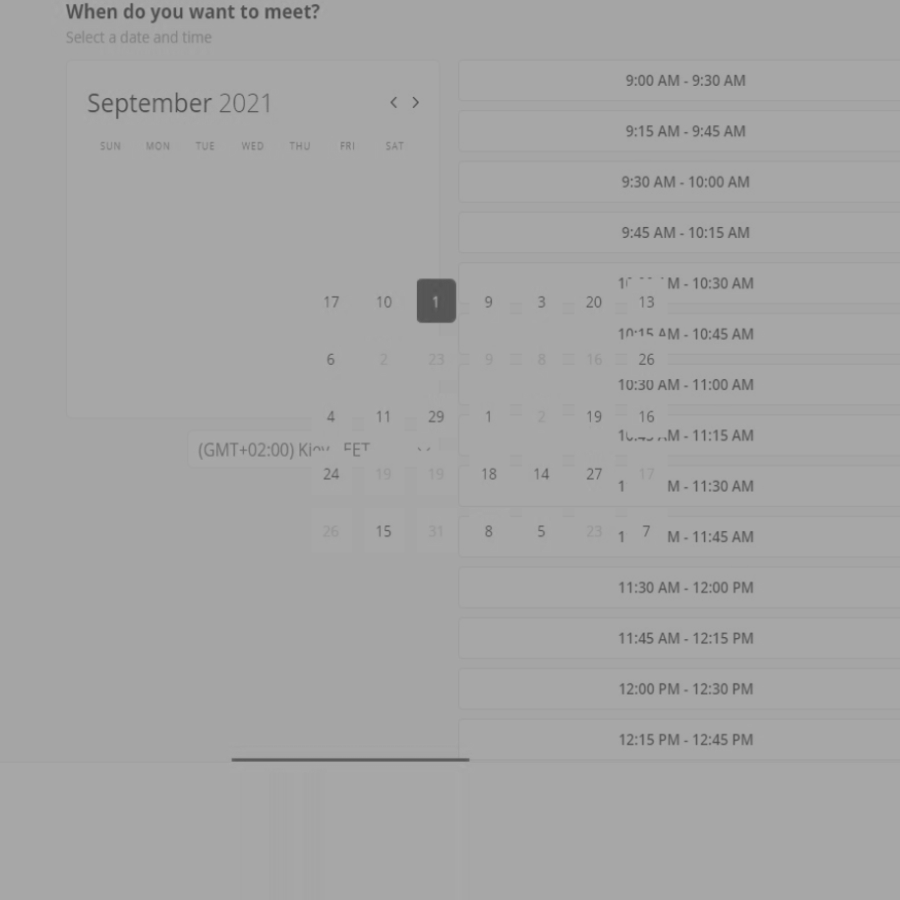 When do you want to meet?
Select a date and time
September 2021
SUN MON TUE WED THU FRI SAT
9:00 AM - 9:30 AM
9:15 AM - 9:45 AM
9:30 AM - 10:00 AM
9:45 AM - 10:15 AM
M - 10:30 AM
17 10 1 9 3 20 13
10:15 AM - 10:45 AM
6 2 23 9 8 16 26
10:30 AM - 11:00 AM
4 11 29 1 2 19 16
10:45 AM - 11:15 AM
(GMT+02:00) Kiev - EET
24 19 19 18 14 27 17
1 M - 11:30 AM
26 15 31 8 5 23 7
1 M - 11:45 AM
11:30 AM - 12:00 PM
11:45 AM - 12:15 PM
12:00 PM - 12:30 PM
12:15 PM - 12:45 PM